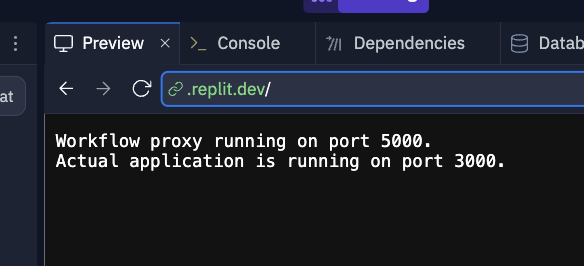 Preview × >_ Console Dependencies Datab
at
.replit.dev/
Workflow proxy running on port 5000.
Actual application is running on port 3000.